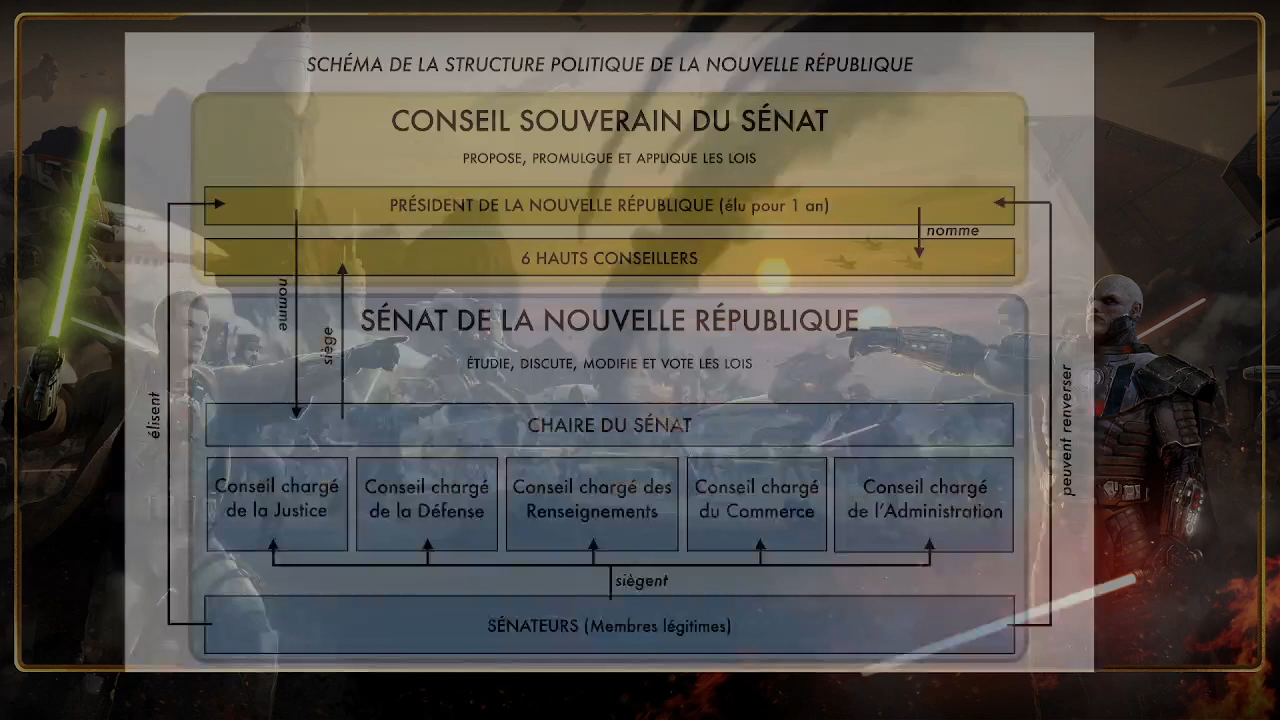 SCHÉMA DE LA STRUCTURE POLITIQUE DE LA NOUVELLE RÉPUBLIQUE
CONSEIL SOUVERAIN DU SÉNAT
PROPOSE, PROMULGUE ET APPLIQUE LES LOIS
PRÉSIDENT DE LA NOUVELLE RÉPUBLIQUE (élu pour 1 an)
nomme
6 HAUTS CONSEILLERS
nomme
siège
SÉNAT DE LA NOUVELLE RÉPUBLIQUE
ÉTUDIE, DISCUTE, MODIFIE ET VOTE LES LOIS
élisent
peuvent renverser
CHAIRE DU SÉNAT
Conseil chargé
de la Justice
Conseil chargé
de la Défense
Conseil chargé des
Renseignements
Conseil chargé
du Commerce
Conseil chargé
de l'Administration
siègent
SÉNATEURS (Membres légitimes)